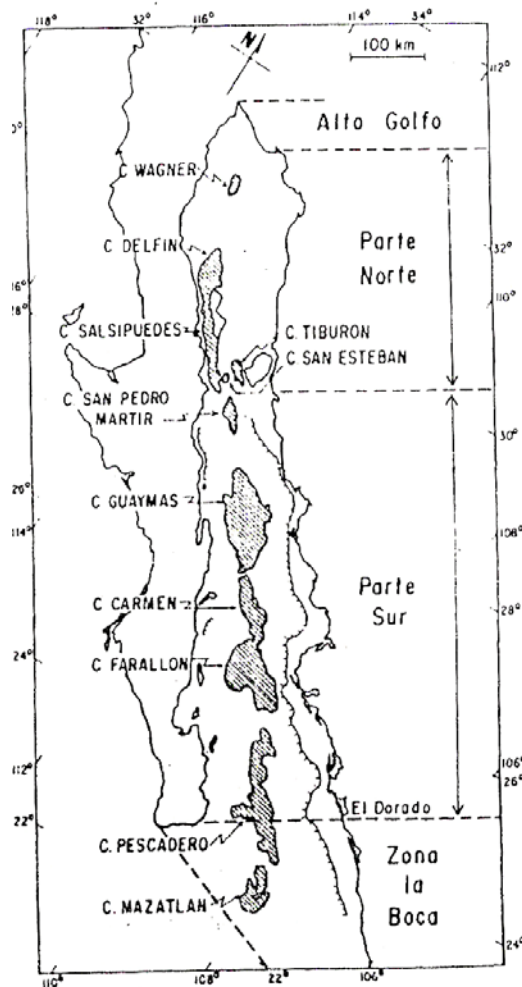 118°
32°
116°
114°
34°
N
100 km
112°
Alto Golfo
C WAGNER
Parte
Norte
C DELFIN
32°
110°
28°
C SALSIPUEDES
C. TIBURON
C SAN ESTEBAN
C. SAN PEDRO
MARTIR
30°
C GUAYMAS
114°
108°
Parte
Sur
C CARMEN
28°
24°
C FARALLON
112°
106°
26°
El Dorado
22°
C. PESCADERO
Zona
la
Boca
C. MAZATLAN
24°
110°
108°
22°
106°